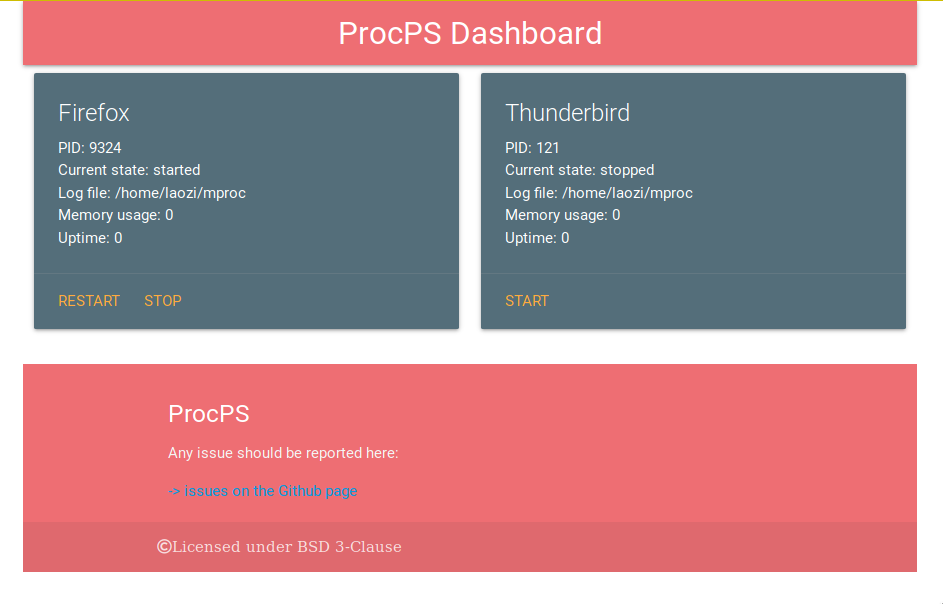 ProcPS Dashboard
Firefox
PID: 9324
Current state: started
Log file: /home/laozi/mproc
Memory usage: 0
Uptime: 0
RESTART STOP
Thunderbird
PID: 121
Current state: stopped
Log file: /home/laozi/mproc
Memory usage: 0
Uptime: 0
START
ProcPS
Any issue should be reported here:
-> issues on the Github page
©Licensed under BSD 3-Clause